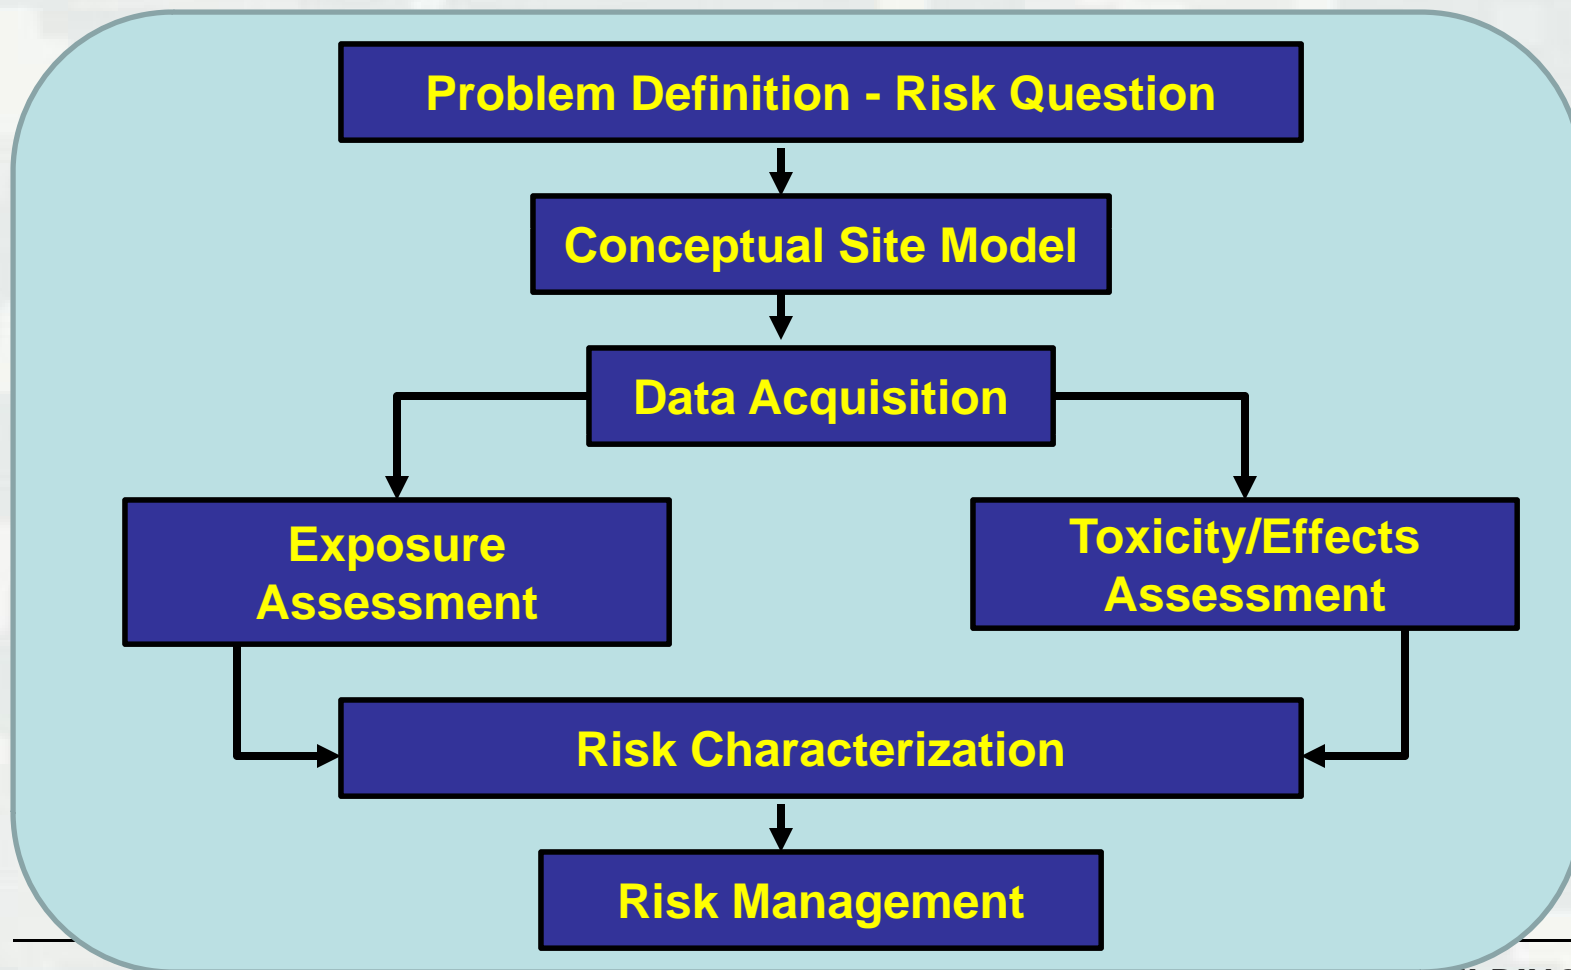 Problem Definition - Risk Question
Conceptual Site Model
Data Acquisition
Exposure
Assessment
Toxicity/Effects
Assessment
Risk Characterization
Risk Management